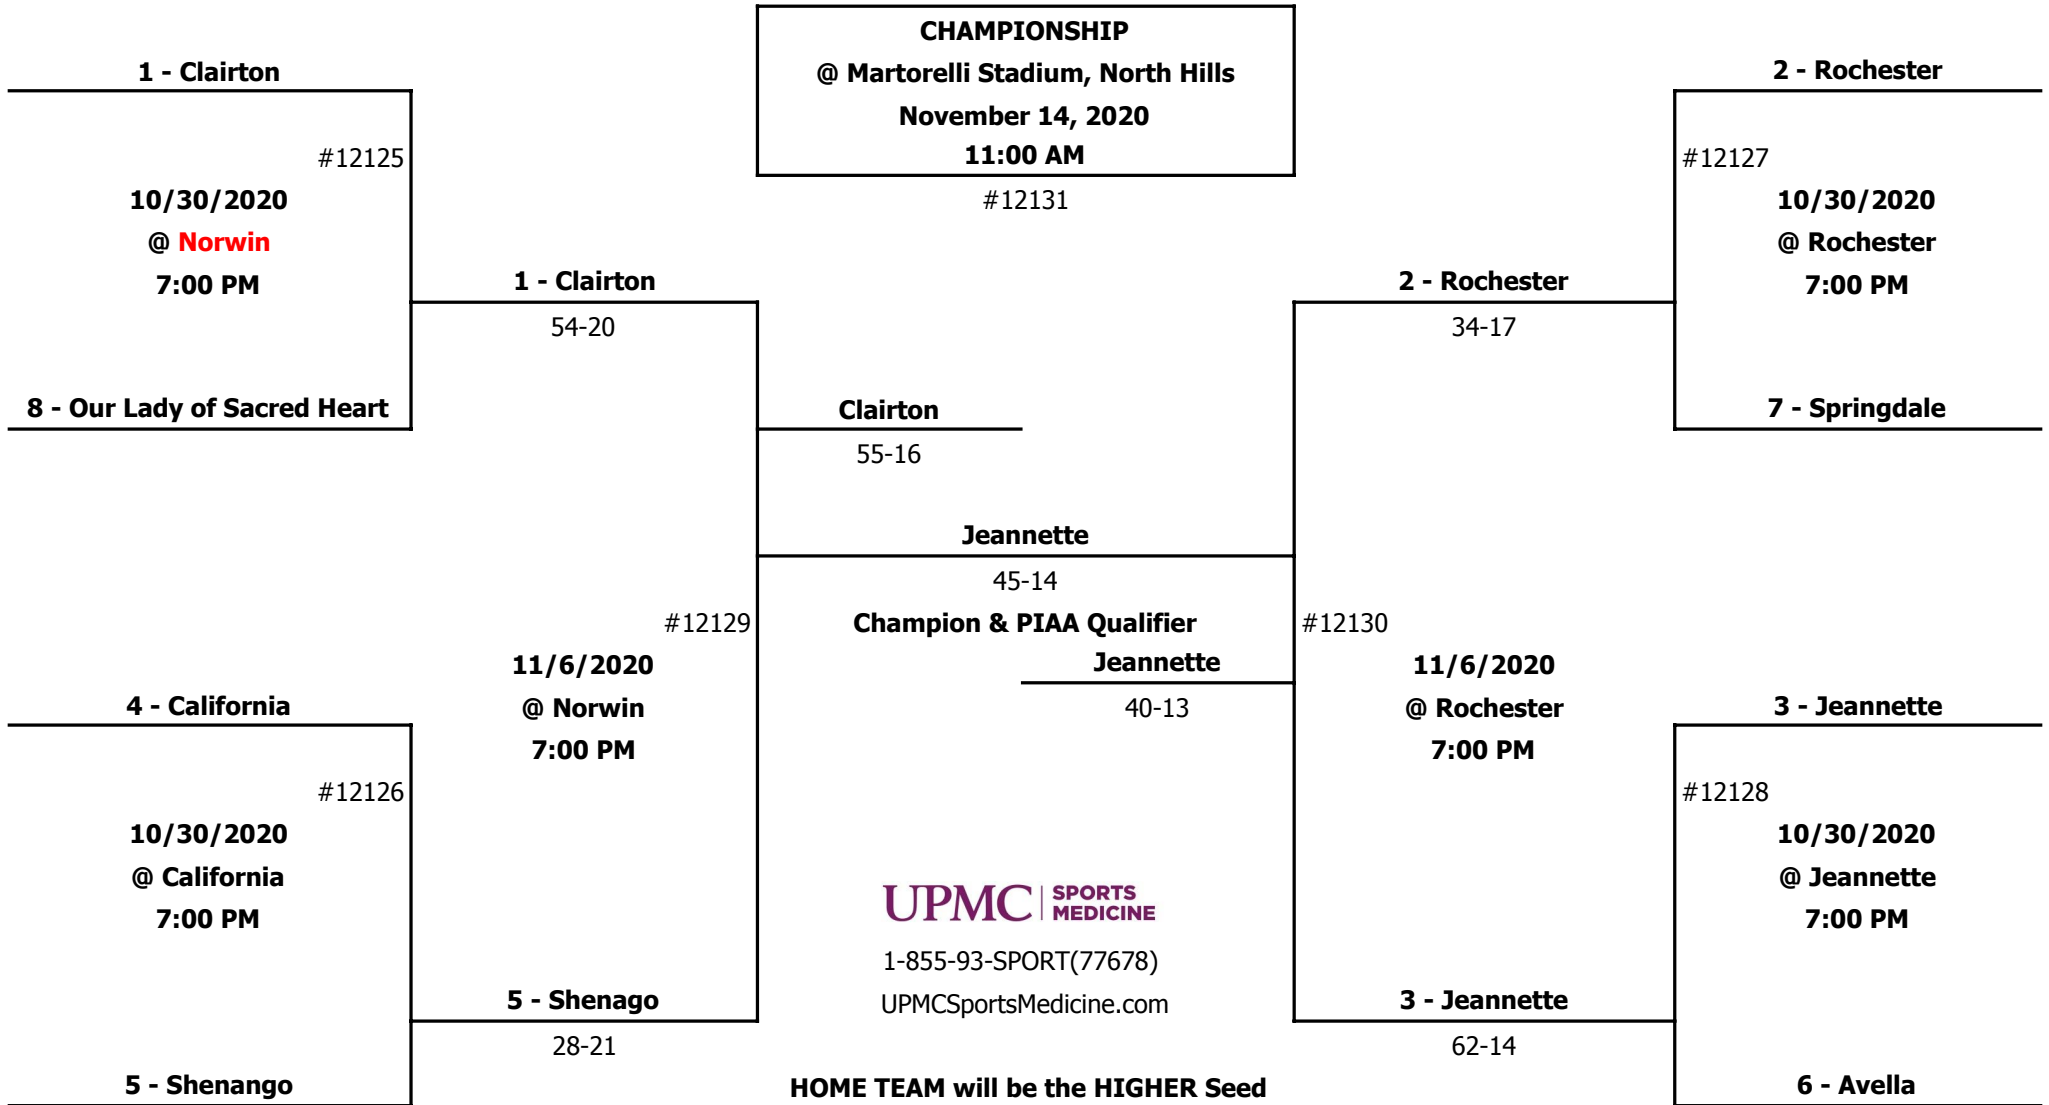 CHAMPIONSHIP
@ Martorelli Stadium, North Hills
November 14, 2020
11:00 AM
#12131
1 - Clairton
#12125
10/30/2020
@ Norwin
7:00 PM
8 - Our Lady of Sacred Heart
1 - Clairton
54-20
4 - California
#12126
10/30/2020
@ California
7:00 PM
5 - Shenango
#12129
11/6/2020
@ Norwin
7:00 PM
5 - Shenago
28-21
Clairton
55-16
Jeannette
45-14
Champion & PIAA Qualifier
Jeannette
40-13
2 - Rochester
#12127
10/30/2020
@ Rochester
7:00 PM
7 - Springdale
2 - Rochester
34-17
#12130
11/6/2020
@ Rochester
7:00 PM
3 - Jeannette
#12128
10/30/2020
@ Jeannette
7:00 PM
6 - Avella
3 - Jeannette
62-14
UPMC SPORTS MEDICINE
1-855-93-SPORT(77678)
UPMCSportsMedicine.com
HOME TEAM will be the HIGHER Seed